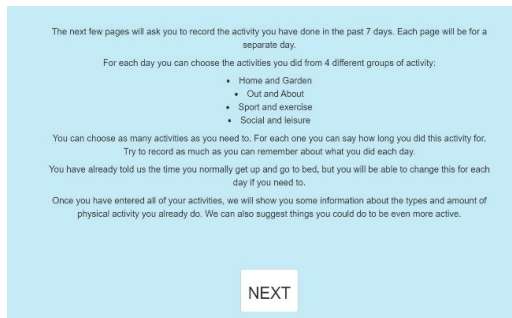 The next few pages will ask you to record the activity you have done in the past 7 days. Each page will be for a
separate day.
For each day you can choose the activities you did from 4 different groups of activity:
• Home and Garden
• Out and About
• Sport and exercise
• Social and leisure
You can choose as many activities as you need to. For each one you can say how long you did this activity for.
Try to record as much as you can remember about what you did each day.
You have already told us the time you normally get up and go to bed, but you will be able to change this for each
day if you need to.
Once you have entered all of your activities, we will show you some information about the types and amount of
physical activity you already do. We can also suggest things you could do to be even more active.
NEXT